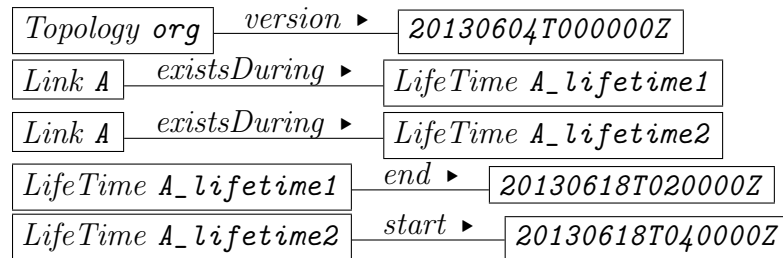 Topology org version ▸ 20130604T000000Z
Link A existsDuring ▸ LifeTime A_lifetime1
Link A existsDuring ▸ LifeTime A_lifetime2
LifeTime A_lifetime1 end ▸ 20130618T020000Z
LifeTime A_lifetime2 start ▸ 20130618T040000Z